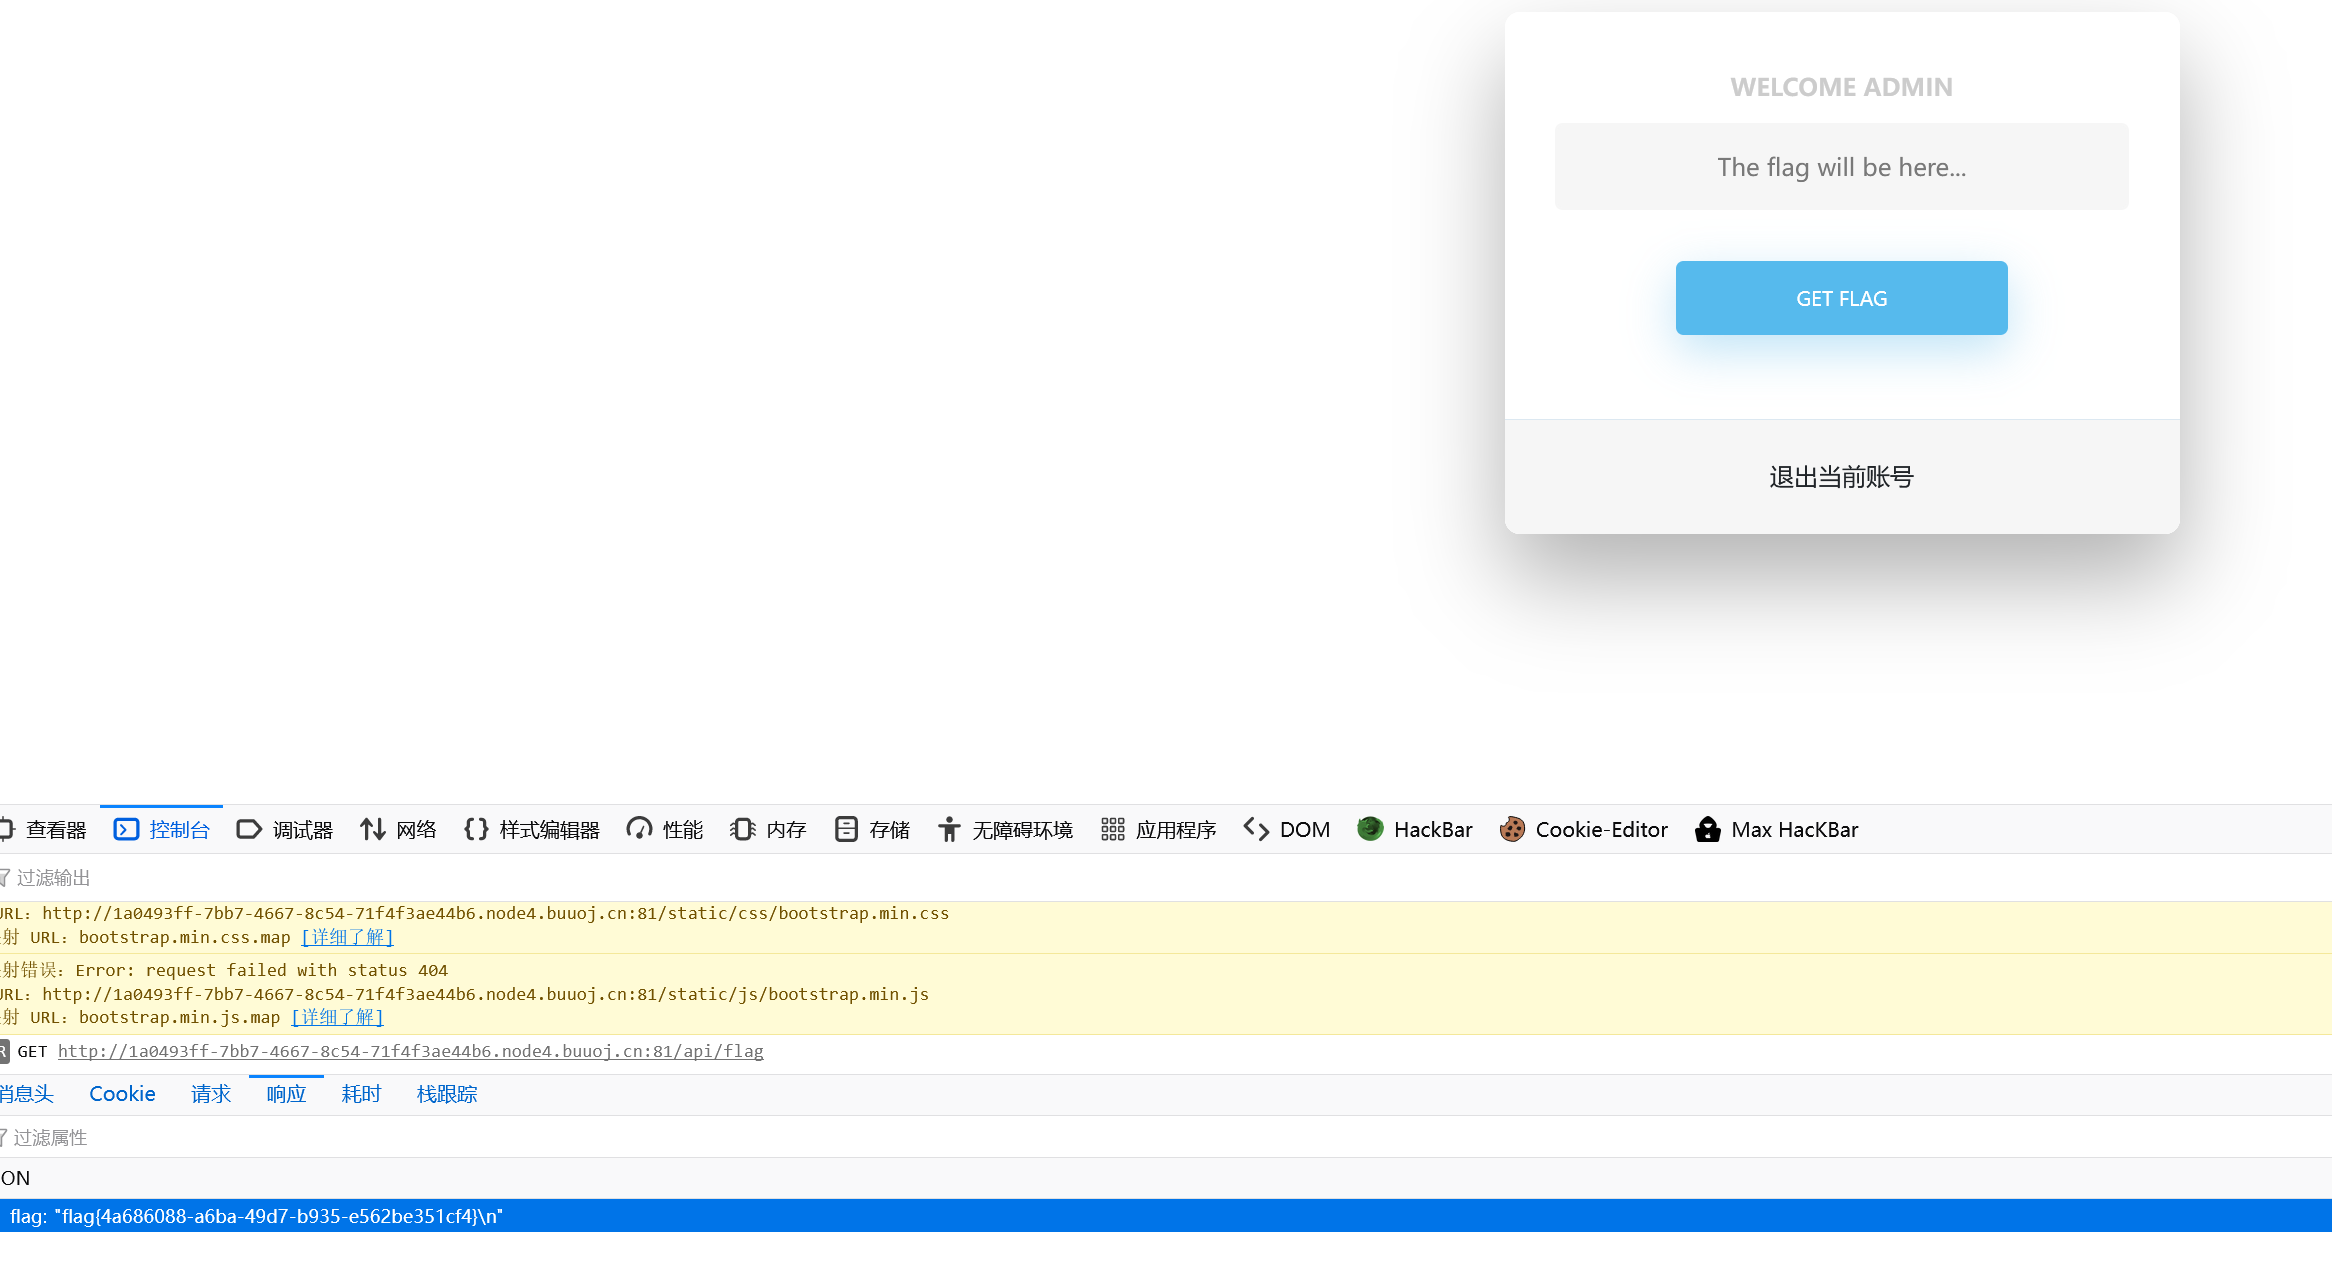 WELCOME ADMIN
The flag will be here...
GET FLAG
退出当前账号
查看器 控制台 调试器 网络 样式编辑器 性能 内存 存储 无障碍环境 应用程序 DOM HackBar Cookie-Editor Max HacKBar
过滤输出
URL: http://1a0493ff-7bb7-4667-8c54-71f4f3ae44b6.node4.buuoj.cn:81/static/css/bootstrap.min.css
射 URL: bootstrap.min.css.map [详细了解]
射错误: Error: request failed with status 404
URL: http://1a0493ff-7bb7-4667-8c54-71f4f3ae44b6.node4.buuoj.cn:81/static/js/bootstrap.min.js
射 URL: bootstrap.min.js.map [详细了解]
R GET http://1a0493ff-7bb7-4667-8c54-71f4f3ae44b6.node4.buuoj.cn:81/api/flag
消息头 Cookie 请求 响应 耗时 栈跟踪
过滤属性
ON
flag: "flag{4a686088-a6ba-49d7-b935-e562be351cf4}\n"